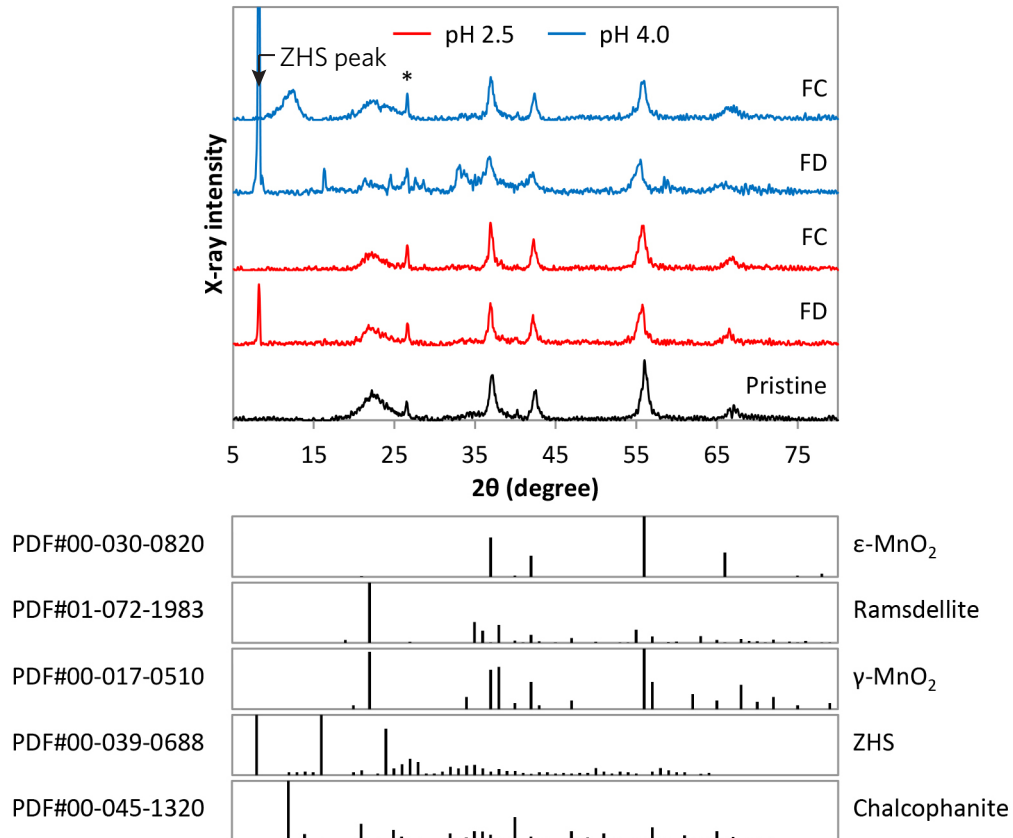 pH 2.5 pH 4.0
ZHS peak
*
FC
FD
FC
FD
Pristine
X-ray intensity
5 15 25 35 45 55 65 75
2θ (degree)
PDF#00-030-0820 ε-MnO₂
PDF#01-072-1983 Ramsdellite
PDF#00-017-0510 γ-MnO₂
PDF#00-039-0688 ZHS
PDF#00-045-1320 Chalcophanite